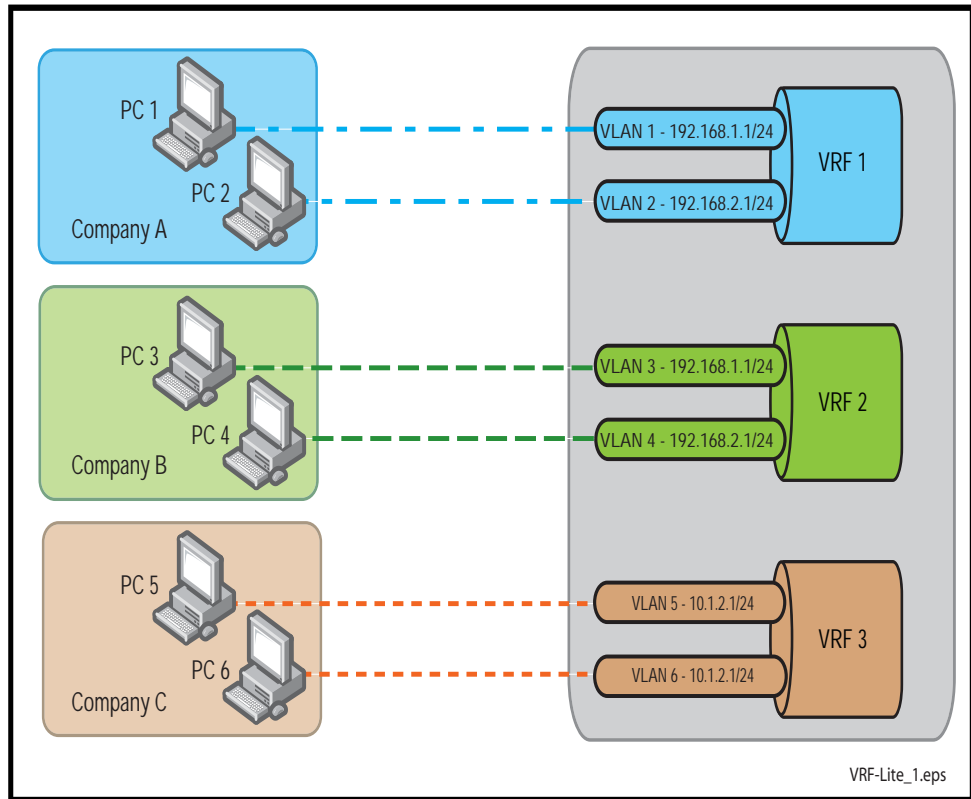 PC 1
PC 2
Company A
VLAN 1 - 192.168.1.1/24
VLAN 2 - 192.168.2.1/24
VRF 1
PC 3
PC 4
Company B
VLAN 3 - 192.168.1.1/24
VLAN 4 - 192.168.2.1/24
VRF 2
PC 5
PC 6
Company C
VLAN 5 - 10.1.2.1/24
VLAN 6 - 10.1.2.1/24
VRF 3
VRF-Lite_1.eps